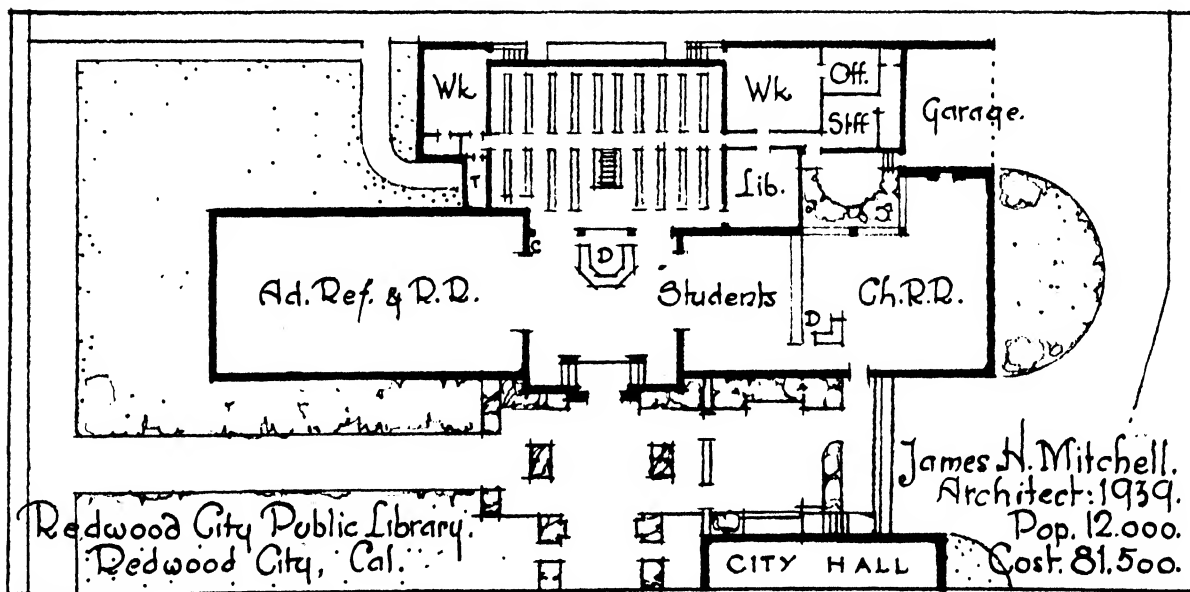 Wk
Wk
Off.
Stff
Garage.
T
Lib.
C
D
Ad. Ref. & R.R.
Students
Ch. R.R.
D
James H. Mitchell.
Architect: 1939.
Pop. 12.000.
Cost. 81,500.
Redwood City Public Library.
Redwood City, Cal.
CITY HALL